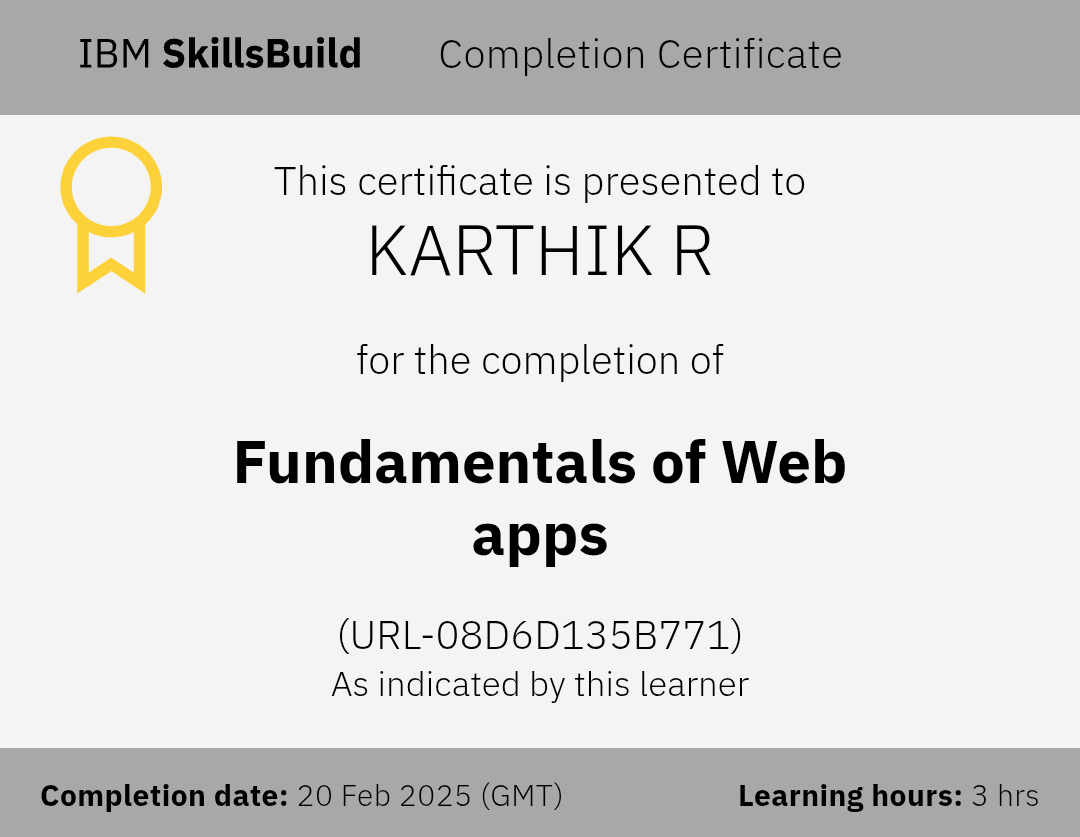 IBM SkillsBuild Completion Certificate
This certificate is presented to
KARTHIK R
for the completion of
Fundamentals of Web
apps
(URL-08D6D135B771)
As indicated by this learner
Completion date: 20 Feb 2025 (GMT) Learning hours: 3 hrs